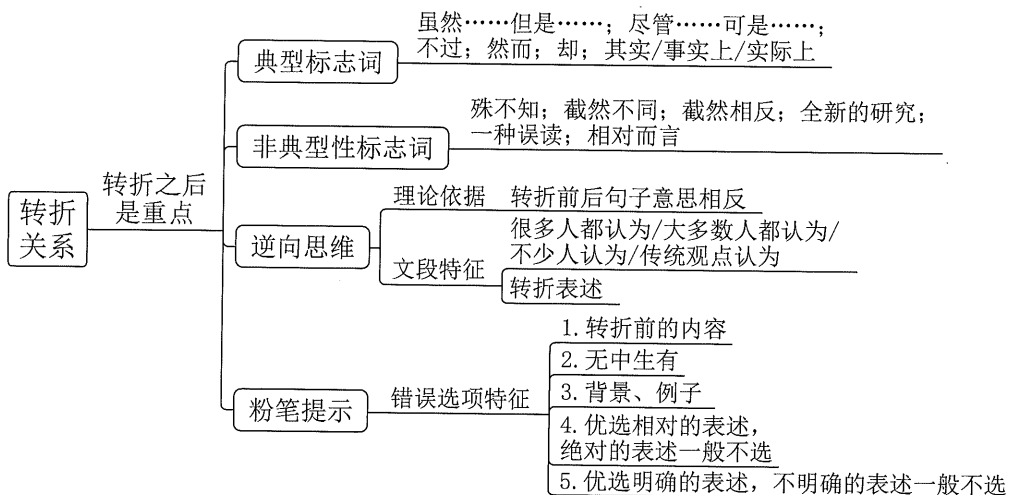 转折
关系
转折之后
是重点
典型标志词
虽然……但是……；尽管……可是……；
不过；然而；却；其实/事实上/实际上
非典型性标志词
殊不知；截然不同；截然相反；全新的研究；
一种误读；相对而言
逆向思维
理论依据
转折前后句子意思相反
文段特征
很多人都认为/大多数人都认为/
不少人认为/传统观点认为
转折表述
粉笔提示
错误选项特征
1.转折前的内容
2.无中生有
3.背景、例子
4.优选相对的表述，
绝对的表述一般不选
5.优选明确的表述，不明确的表述一般不选